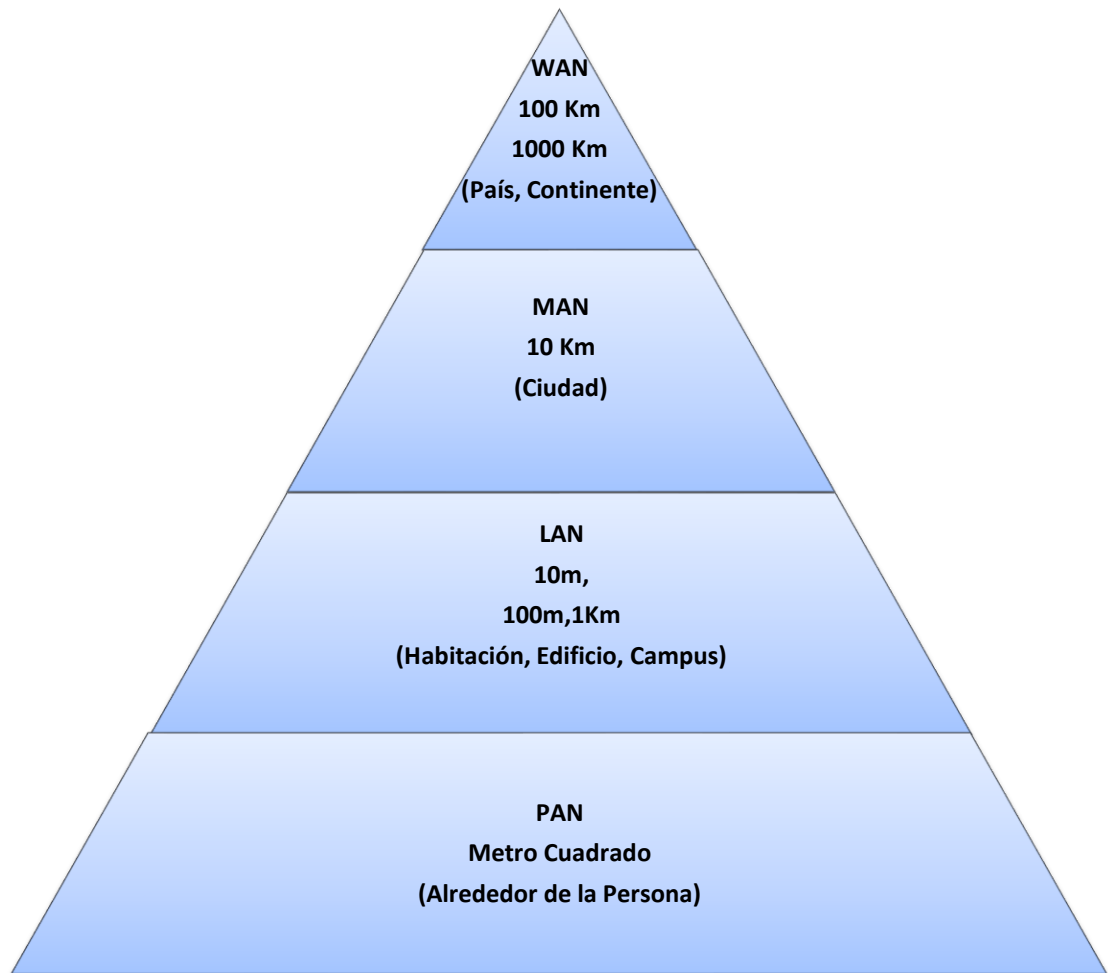 WAN
100 Km
1000 Km
(País, Continente)
MAN
10 Km
(Ciudad)
LAN
10m,
100m,1Km
(Habitación, Edificio, Campus)
PAN
Metro Cuadrado
(Alrededor de la Persona)